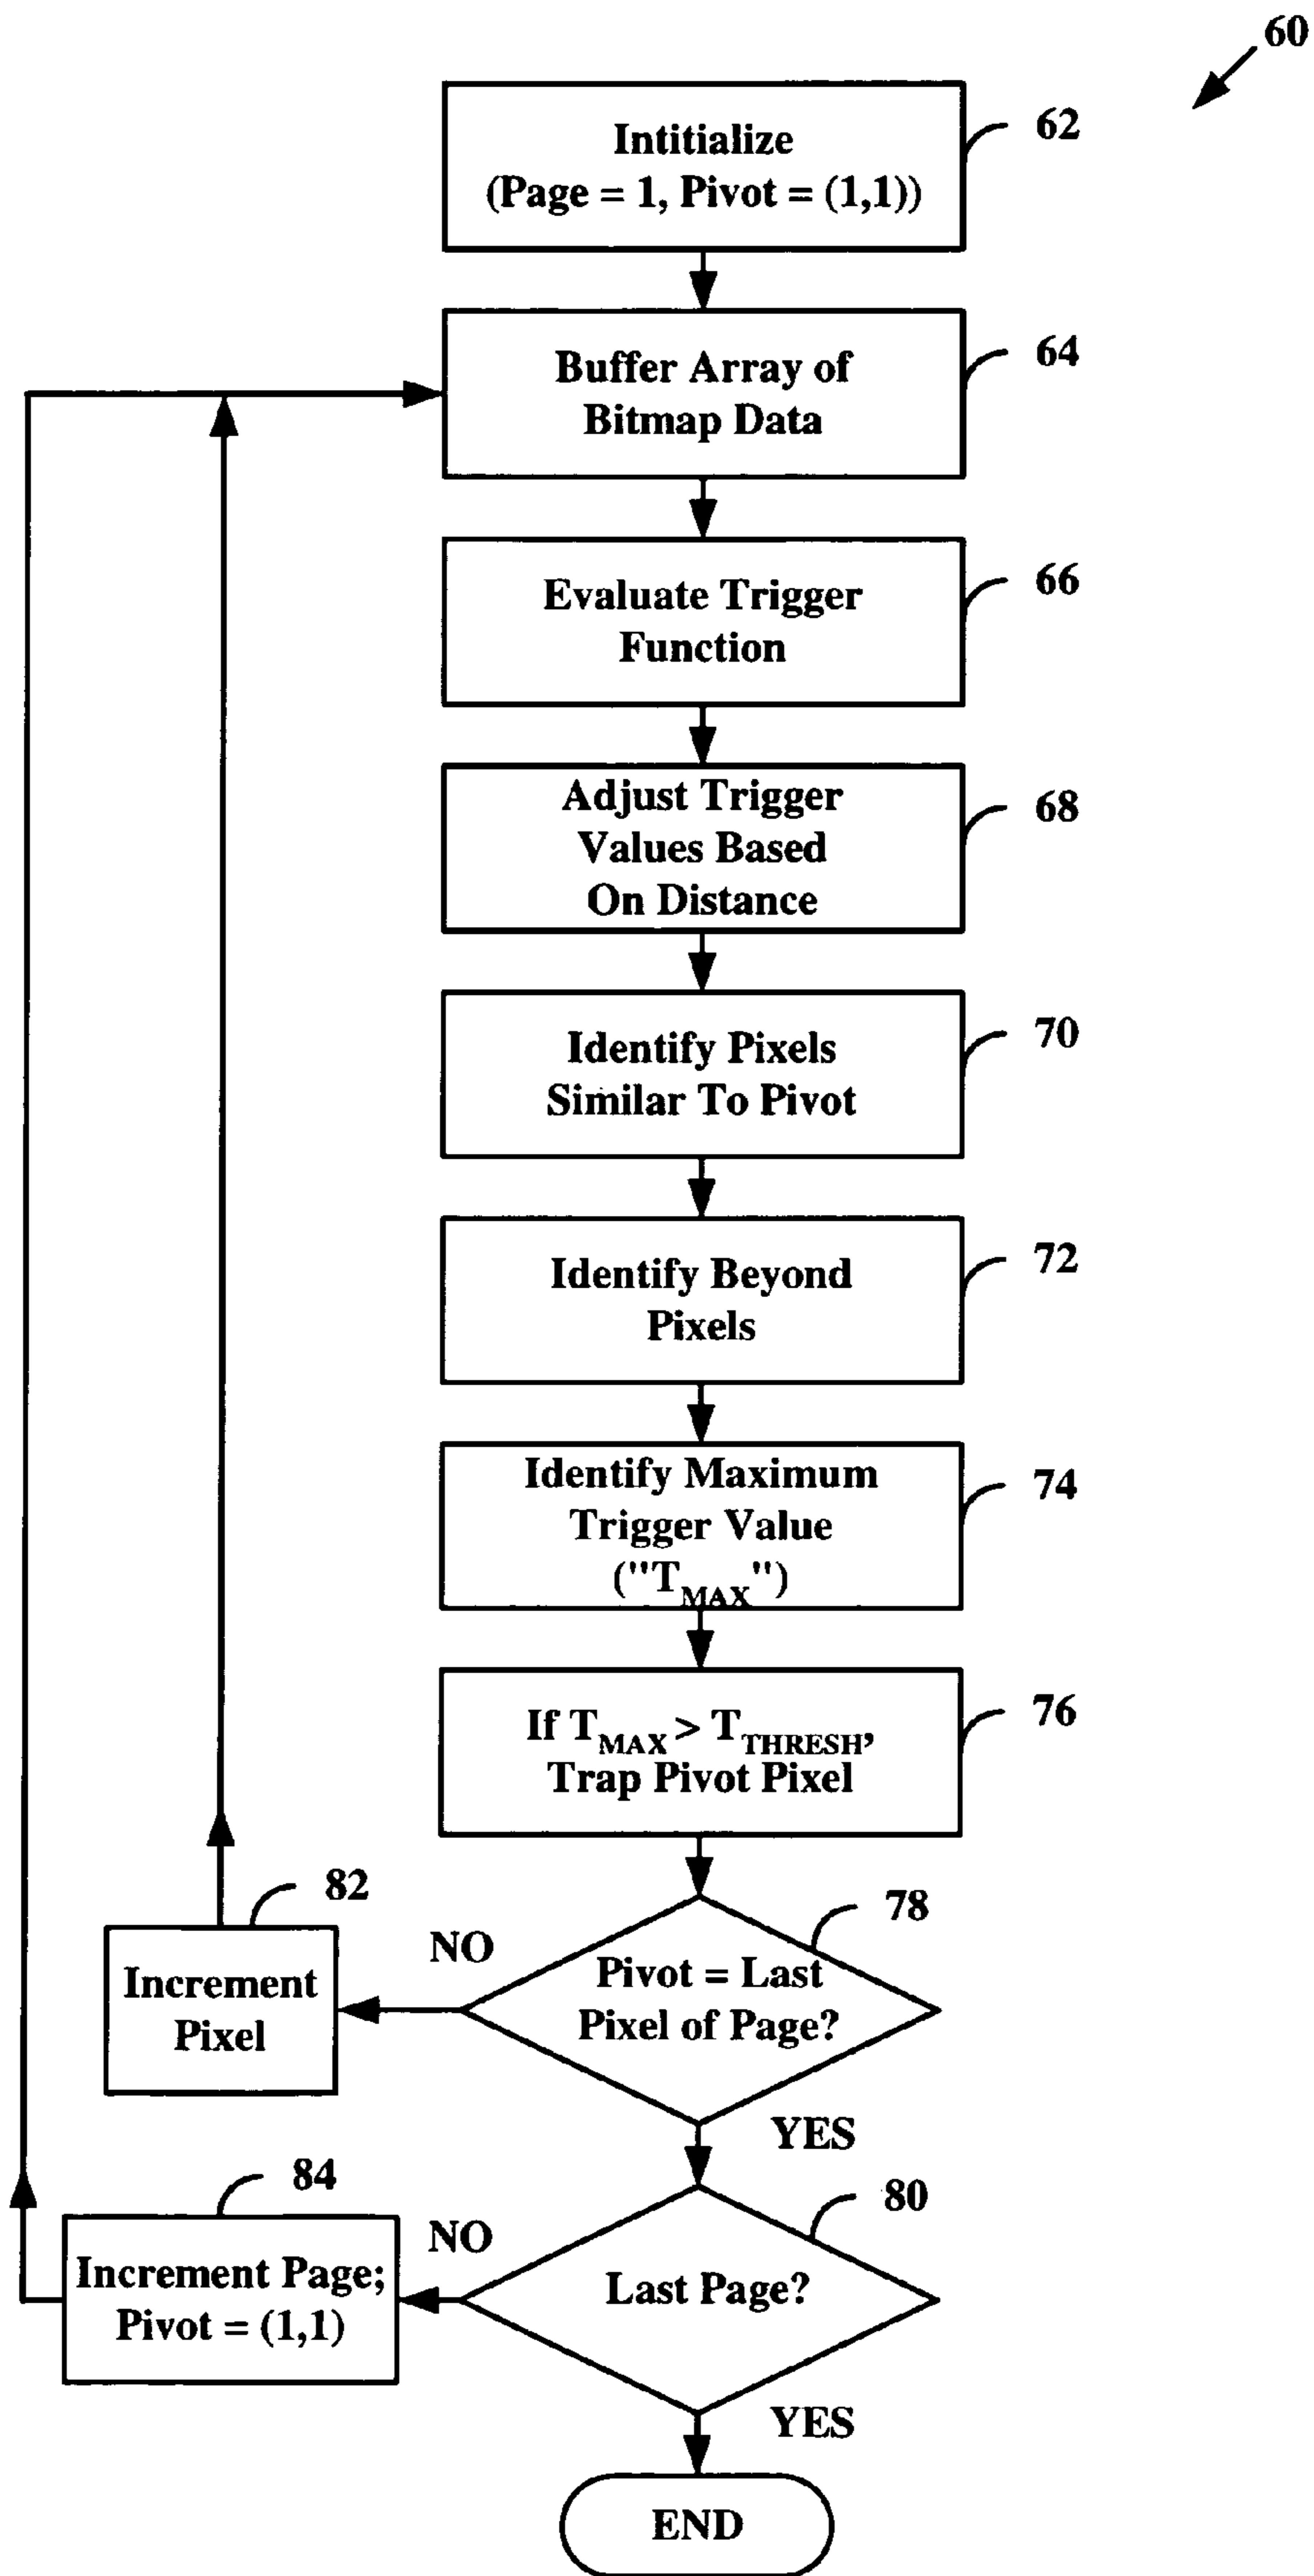 60
Intitialize
(Page = 1, Pivot = (1,1))
62
Buffer Array of
Bitmap Data
64
Evaluate Trigger
Function
66
Adjust Trigger
Values Based
On Distance
68
Identify Pixels
Similar To Pivot
70
Identify Beyond
Pixels
72
Identify Maximum
Trigger Value
("TMAX")
74
If TMAX > TTHRESH,
Trap Pivot Pixel
76
78
Pivot = Last
Pixel of Page?
NO
82
Increment
Pixel
YES
80
Last Page?
NO
84
Increment Page;
Pivot = (1,1)
YES
END